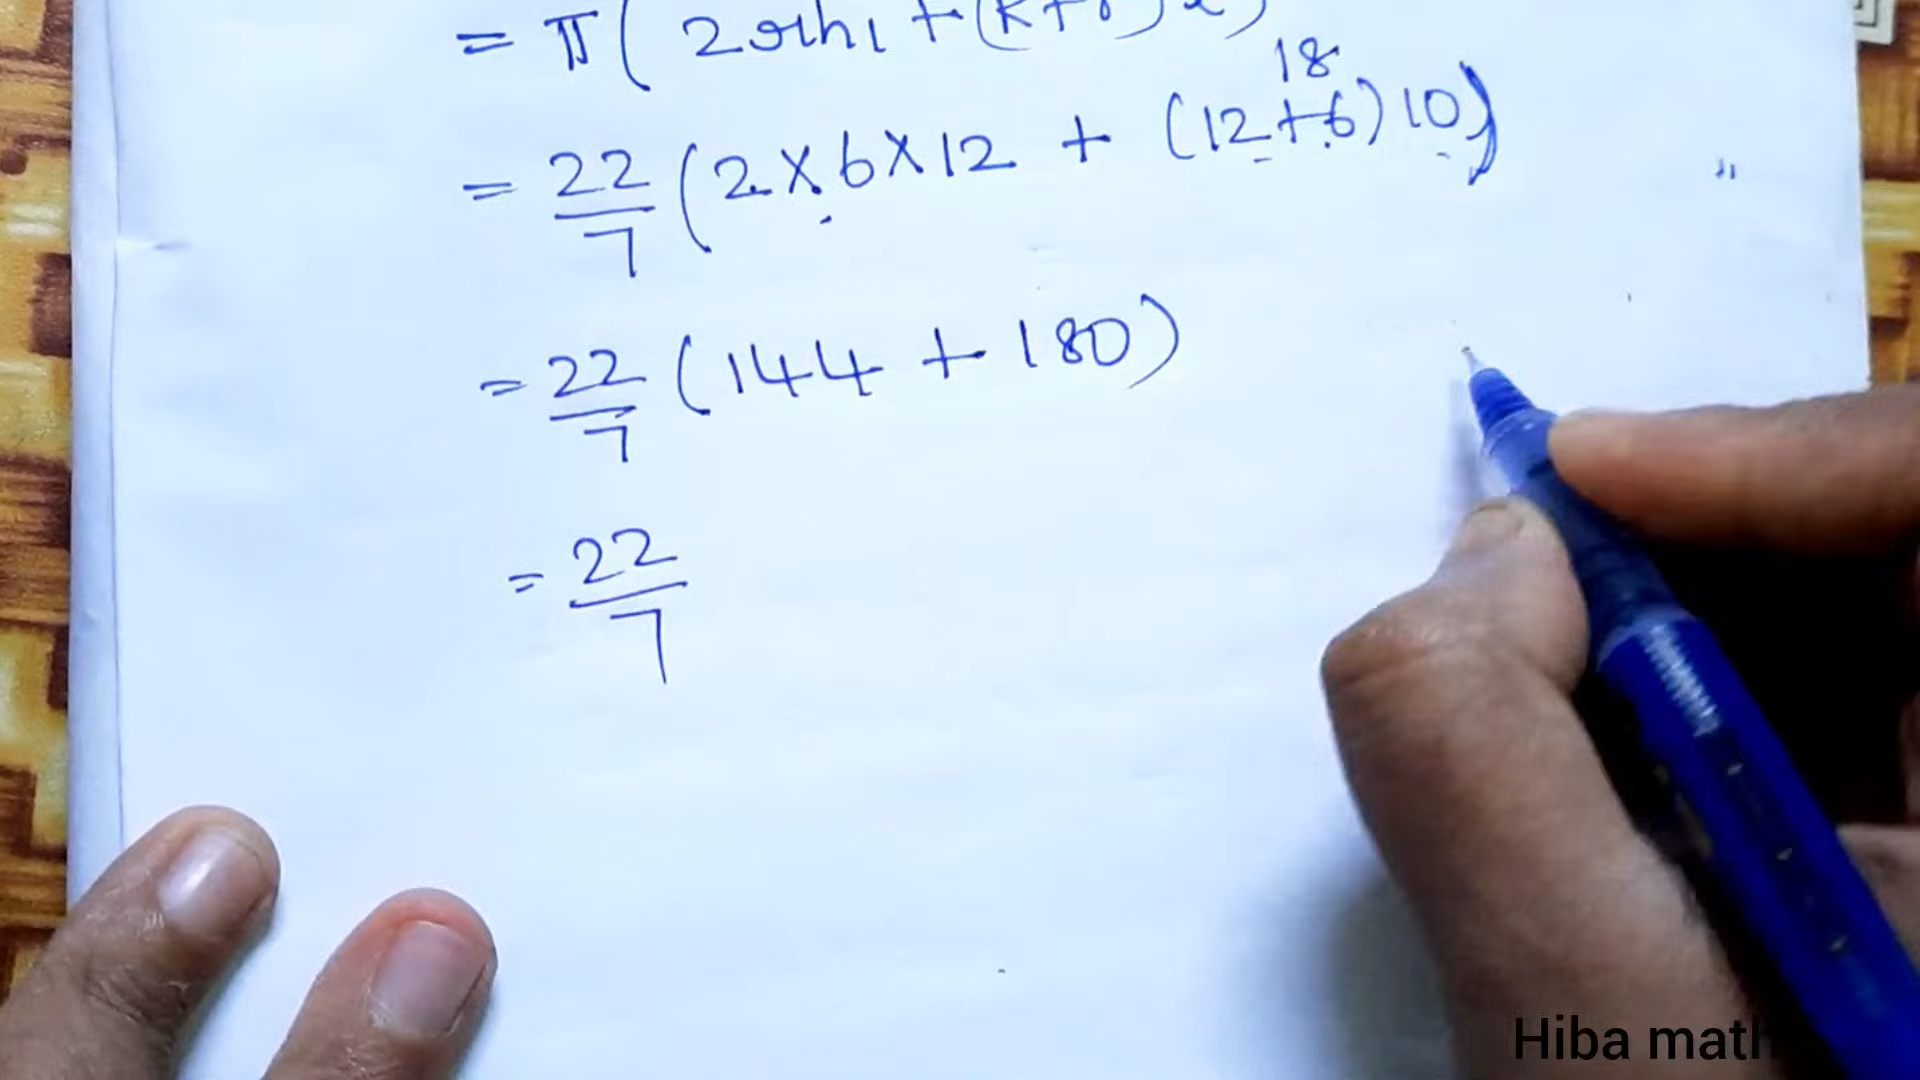 = π( 2rh₁ + (R+r)l)
18
= 22/7 (2×6×12 + (12+6)10)
= 22/7 (144 + 180)
= 22/7
Hiba math